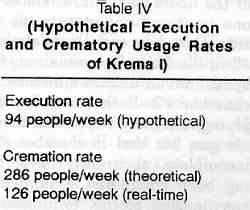 Table IV
(Hypothetical Execution
and Crematory Usage Rates
of Krema I)
Execution rate
94 people/week (hypothetical)
Cremation rate
286 people/week (theoretical)
126 people/week (real-time)